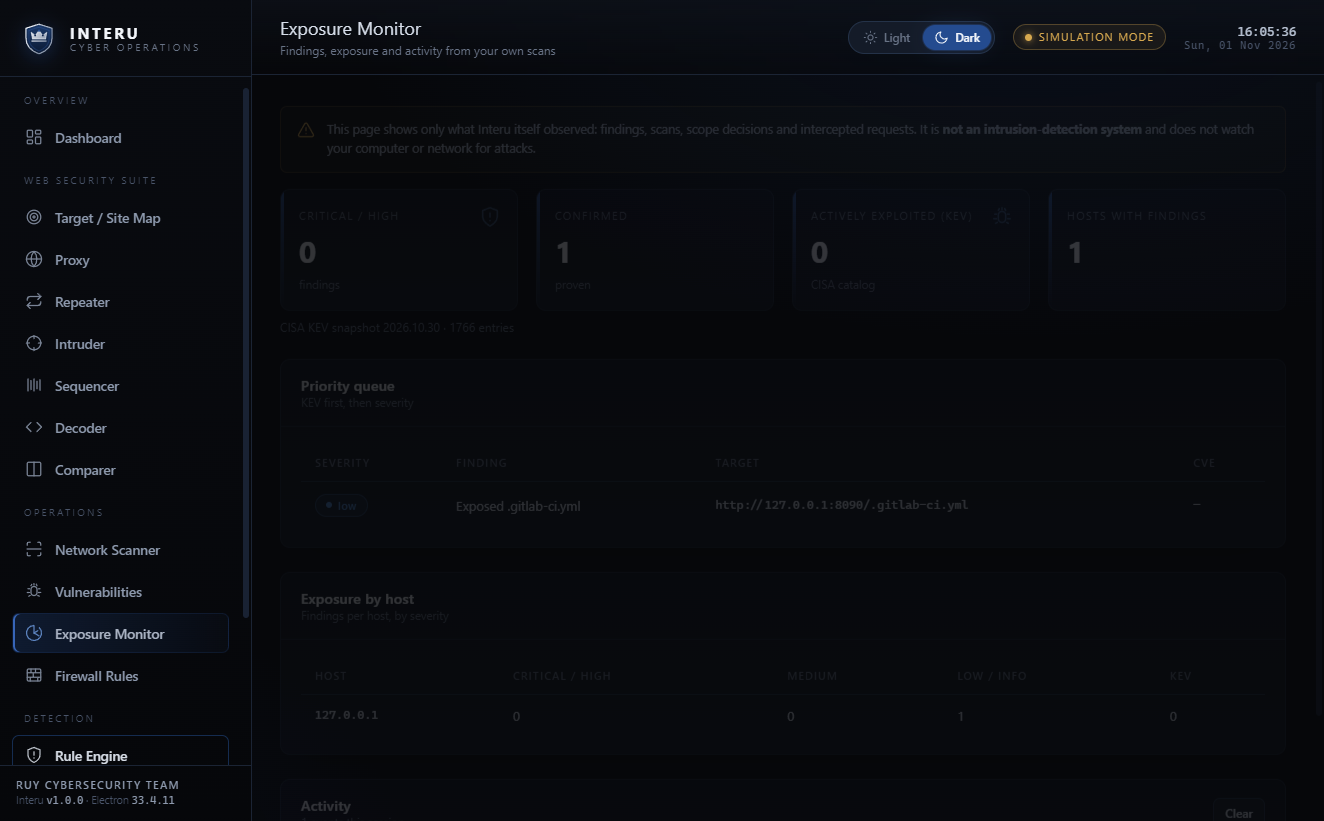 INTERU
CYBER OPERATIONS
OVERVIEW
Dashboard
WEB SECURITY SUITE
Target / Site Map
Proxy
Repeater
Intruder
Sequencer
Decoder
Comparer
OPERATIONS
Network Scanner
Vulnerabilities
Exposure Monitor
Firewall Rules
DETECTION
Rule Engine
RUY CYBERSECURITY TEAM
Interu v1.0.0 · Electron 33.4.11
Exposure Monitor
Findings, exposure and activity from your own scans
Light Dark
SIMULATION MODE
16:05:36
Sun, 01 Nov 2026
This page shows only what Interu itself observed: findings, scans, scope decisions and intercepted requests. It is not an intrusion-detection system and does not watch
your computer or network for attacks.
CRITICAL / HIGH
0
findings
CONFIRMED
1
proven
ACTIVELY EXPLOITED (KEV)
0
CISA catalog
HOSTS WITH FINDINGS
1
CISA KEV snapshot 2026.10.30 · 1766 entries
Priority queue
KEV first, then severity
SEVERITY FINDING TARGET CVE
low Exposed .gitlab-ci.yml http://127.0.0.1:8090/.gitlab-ci.yml —
Exposure by host
Findings per host, by severity
HOST CRITICAL / HIGH MEDIUM LOW / INFO KEV
127.0.0.1 0 0 1 0
Activity
Clear